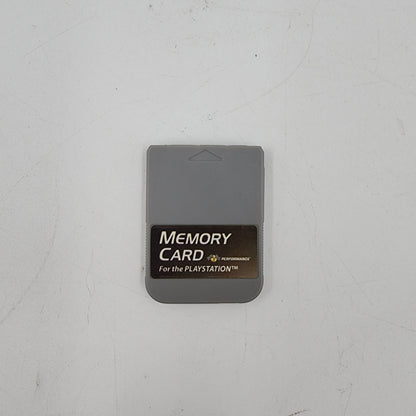 MEMORY
CARD PERFORMANCE
For the PLAYSTATION™